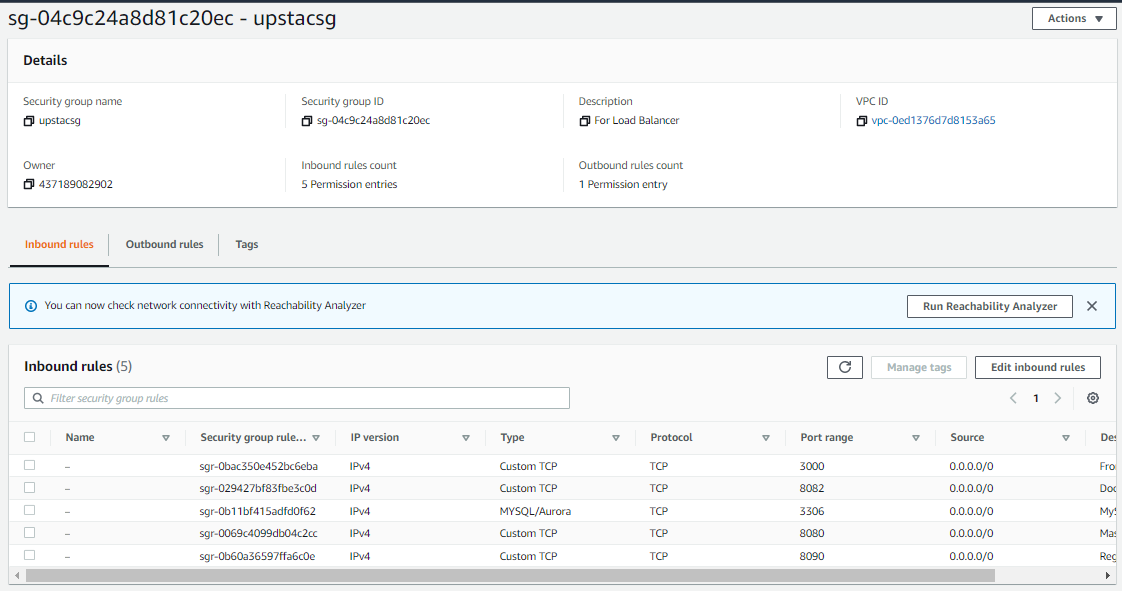 sg-04c9c24a8d81c20ec - upstacsg
Actions
Details
Security group name
Security group ID
Description
VPC ID
upstacsg
sg-04c9c24a8d81c20ec
For Load Balancer
vpc-0ed1376d7d8153a65
Owner
Inbound rules count
Outbound rules count
437189082902
5 Permission entries
1 Permission entry
Inbound rules
Outbound rules
Tags
You can now check network connectivity with Reachability Analyzer
Run Reachability Analyzer
Inbound rules (5)
Manage tags
Edit inbound rules
Filter security group rules
1
Name Security group rule... IP version Type Protocol Port range Source Des
– sgr-0bac350e452bc6eba IPv4 Custom TCP TCP 3000 0.0.0.0/0 Fro
– sgr-029427bf83fbe3c0d IPv4 Custom TCP TCP 8082 0.0.0.0/0 Doc
– sgr-0b11bf415adfd0f62 IPv4 MYSQL/Aurora TCP 3306 0.0.0.0/0 MyS
– sgr-0069c4099db04c2cc IPv4 Custom TCP TCP 8080 0.0.0.0/0 Mas
– sgr-0b60a36597ffa6c0e IPv4 Custom TCP TCP 8090 0.0.0.0/0 Reg